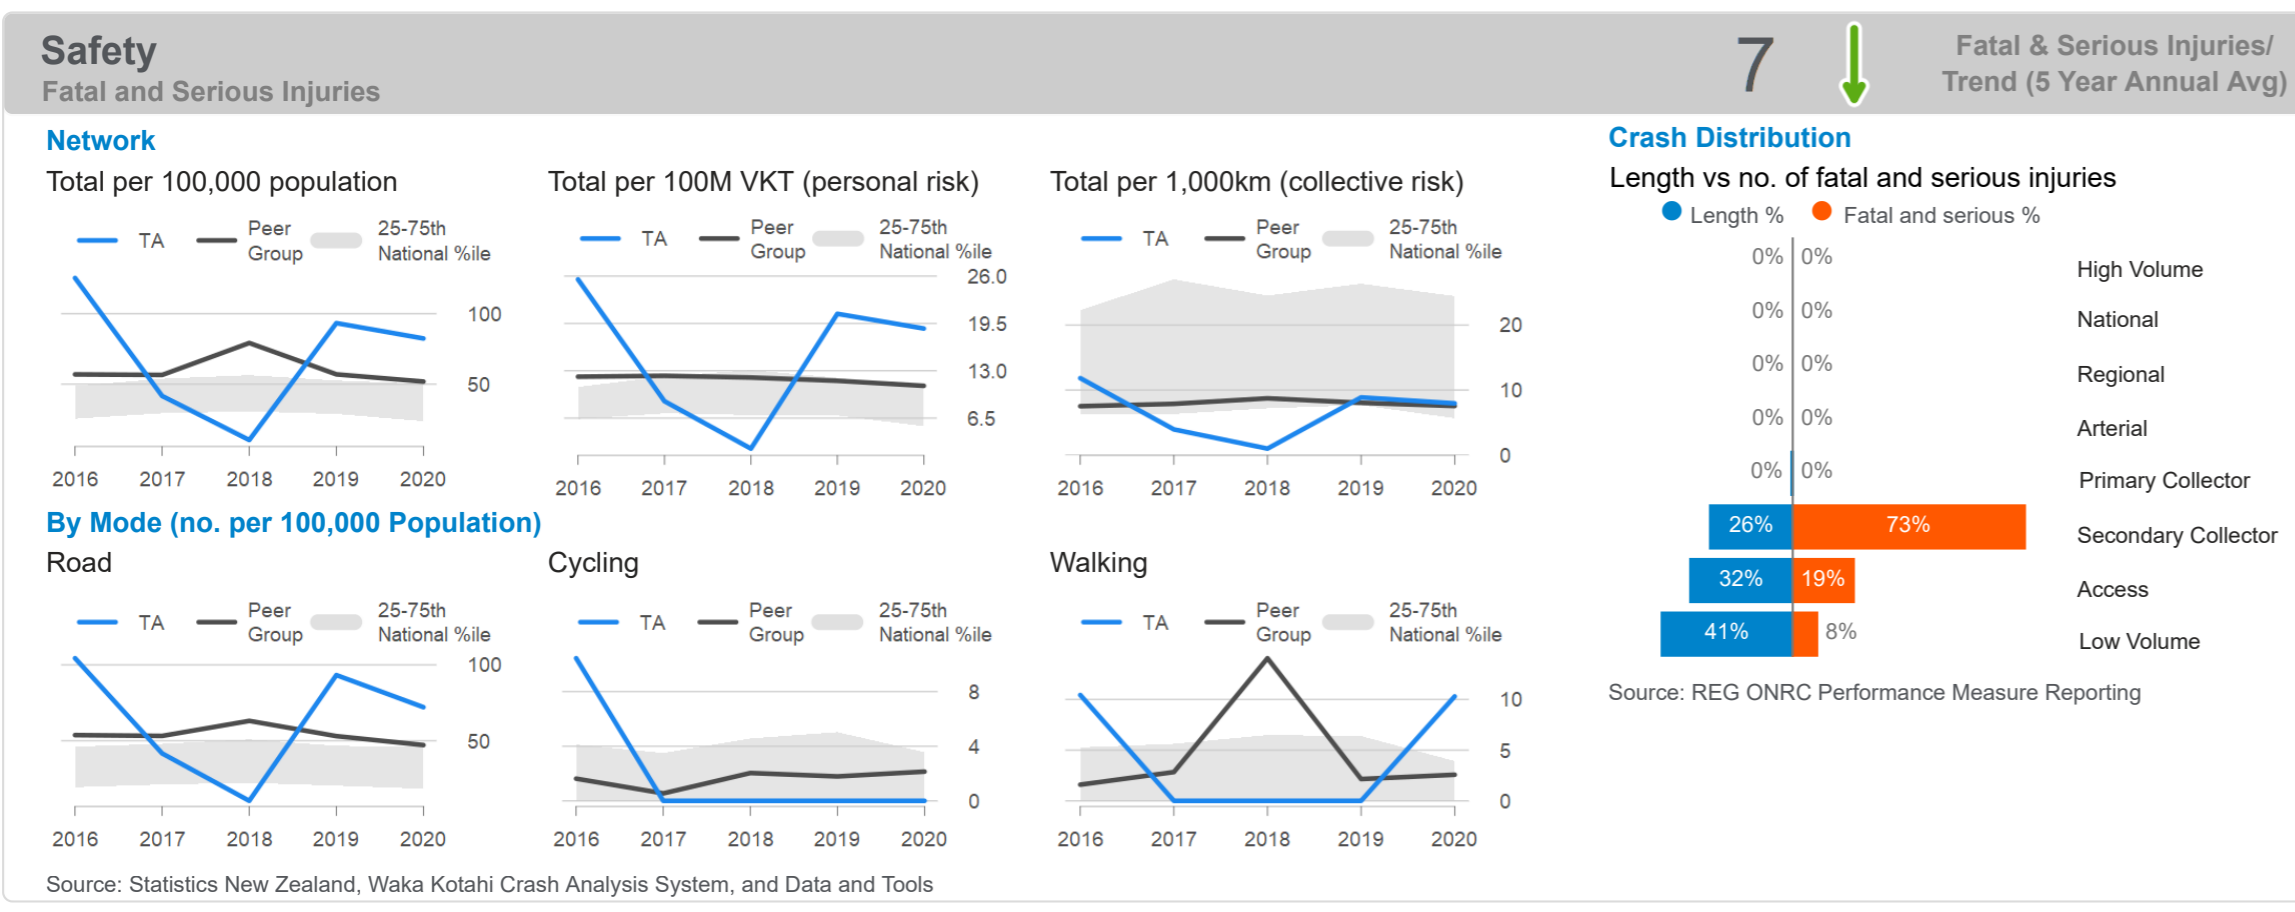 Safety
Fatal and Serious Injuries
7
Fatal & Serious Injuries/
Trend (5 Year Annual Avg)
Network
Total per 100,000 population
TA
Peer
Group
25-75th
National %ile
100
50
2016 2017 2018 2019 2020
Total per 100M VKT (personal risk)
TA
Peer
Group
25-75th
National %ile
26.0
19.5
13.0
6.5
2016 2017 2018 2019 2020
Total per 1,000km (collective risk)
TA
Peer
Group
25-75th
National %ile
20
10
0
2016 2017 2018 2019 2020
By Mode (no. per 100,000 Population)
Road
TA
Peer
Group
25-75th
National %ile
100
50
2016 2017 2018 2019 2020
Cycling
TA
Peer
Group
25-75th
National %ile
8
4
0
2016 2017 2018 2019 2020
Walking
TA
Peer
Group
25-75th
National %ile
10
5
0
2016 2017 2018 2019 2020
Source: Statistics New Zealand, Waka Kotahi Crash Analysis System, and Data and Tools
Crash Distribution
Length vs no. of fatal and serious injuries
Length % Fatal and serious %
0% 0% High Volume
0% 0% National
0% 0% Regional
0% 0% Arterial
0% 0% Primary Collector
26% 73% Secondary Collector
32% 19% Access
41% 8% Low Volume
Source: REG ONRC Performance Measure Reporting